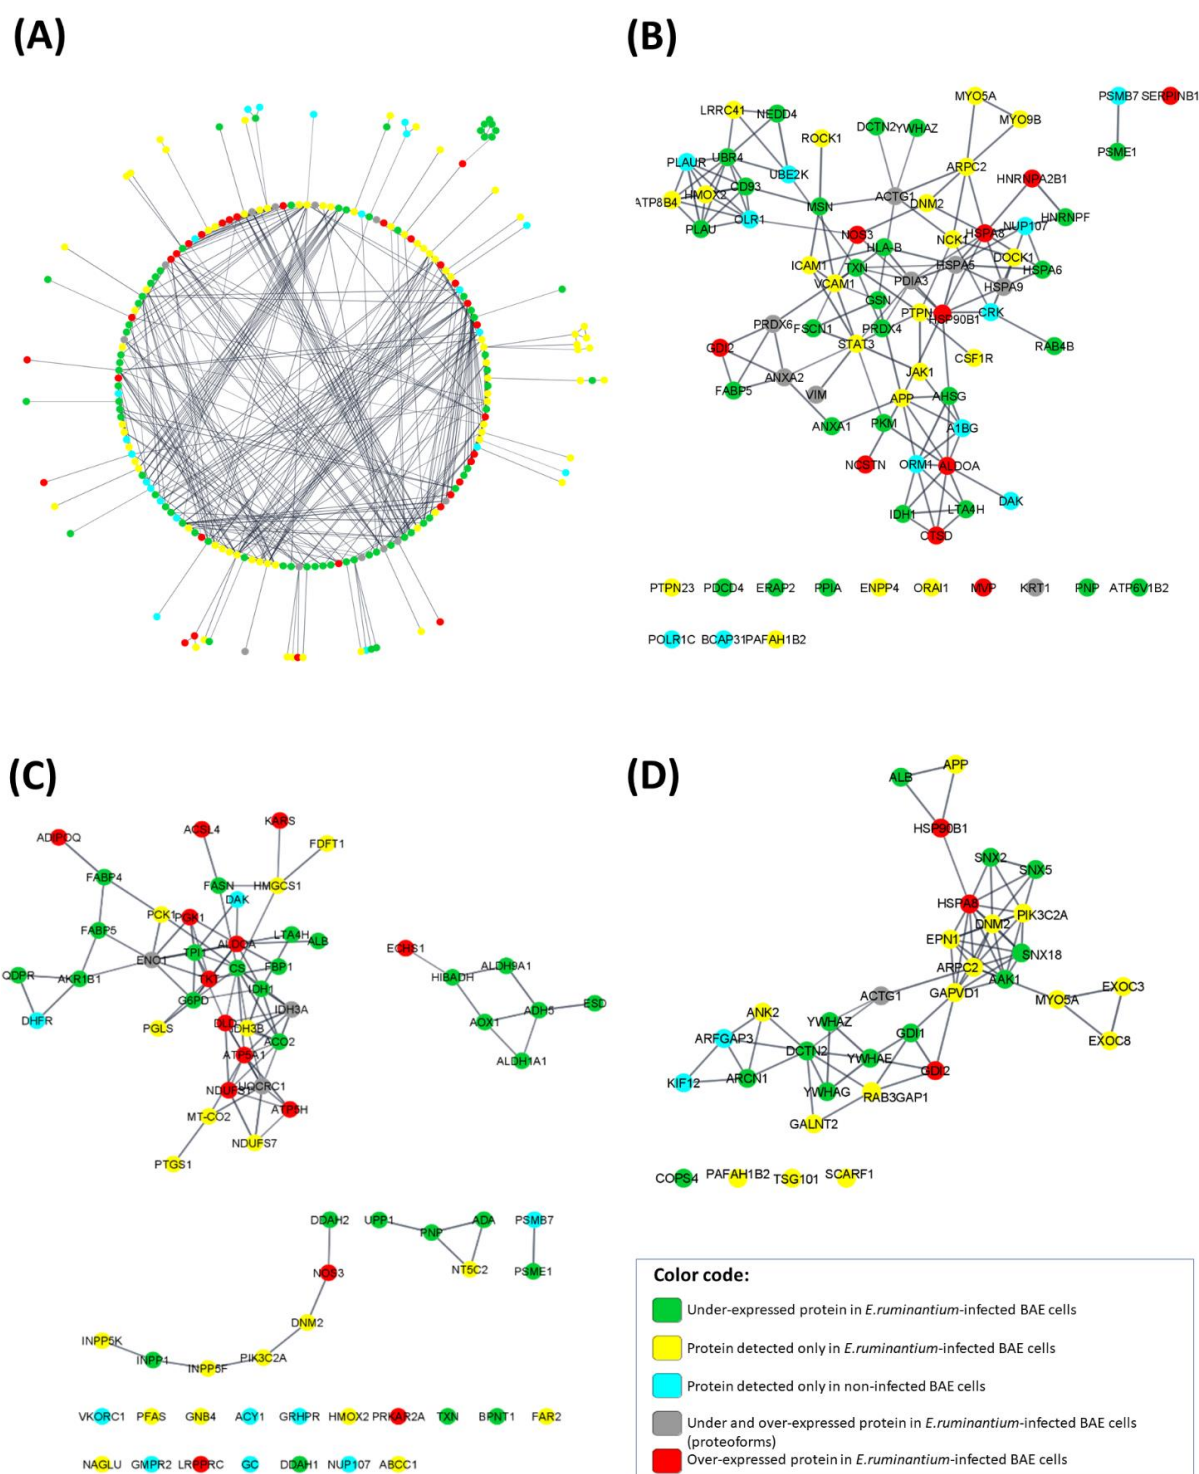 (A)
(B)
MYO5A
PSMB7 SERPINB1
LRRC41
NEDD4
MYO9B
ROCK1
DCTN2 YWHAZ
PSME1
PLAUR
UBR4
UBE2K
ARPC2
HNRNPA2B1
ATP8B4
HMOX2
CD93
MSN
ACTG1
DNM2
HNRNPF
PLAU
OLR1
NOS3
NCK1
HSPA8
NUP107
HLA-B
DOCK1
ICAM1
TXN
VCAM1
PDIA3
HSPA5
HSPA6
HSPA9
GSN
PRDX6
FSCN1
PRDX4
PTPN
HSP90B1
CRK
GDI2
STAT3
CSF1R
RAB4B
ANXA2
JAK1
FABP5
VIM
APP
AHSG
ANXA1
PKM
A1BG
NCSTN
ORM1
ALDOA
DAK
IDH1
LTA4H
CTSD
PTPN23 PDCD4 ERAP2 PPIA ENPP4 ORAI1 MVP KRT1 PNP ATP6V1B2
POLR1C BCAP31 PAFAH1B2
(C)
ADIPOQ
ACSL4
KARS
FDFT1
FABP4
FASN
HMGCS1
DAK
PCK1
PGK1
FABP5
LTA4H
ALB
ALDOA
TPI
ENO1
CS
FBP1
QDPR
AKR1B1
TKT
IDH1
G6PD
IDH3A
DHFR
PGLS
DLD
IDH3B
ACO2
ATP5A1
NDUFS1
UQCRC1
ATP5H
MT-CO2
NDUFS7
PTGS1
ECHS1
HIBADH
ALDH9A1
AOX1
ADH5
ESD
ALDH1A1
DDAH2
UPP1
PNP
ADA
PSMB7
NOS3
NT5C2
PSME1
DNM2
INPP5K
INPP1
INPP5F
PIK3C2A
VKORC1 PFAS GNB4 ACY1 GRHPR HMOX2 PRKAR2A TXN BPNT1 FAR2
NAGLU GMPR2 LRPPRC GC DDAH1 NUP107 ABCC1
(D)
ALB
APP
HSP90B1
SNX2
SNX5
HSPA8
PIK3C2A
DNM2
EPN1
SNX18
ARPC2
AAK1
GAPVD1
EXOC3
ACTG1
MYO5A
ANK2
YWHAZ
EXOC8
ARFGAP3
GDI1
DCTN2
YWHAE
GDI2
KIF12
ARCN1
YWHAG
RAB3GAP1
GALNT2
COPS4 PAFAH1B2 TSG101 SCARF1
Color code:
Under-expressed protein in E.ruminantium-infected BAE cells
Protein detected only in E.ruminantium-infected BAE cells
Protein detected only in non-infected BAE cells
Under and over-expressed protein in E.ruminantium-infected BAE cells
(proteoforms)
Over-expressed protein in E.ruminantium-infected BAE cells